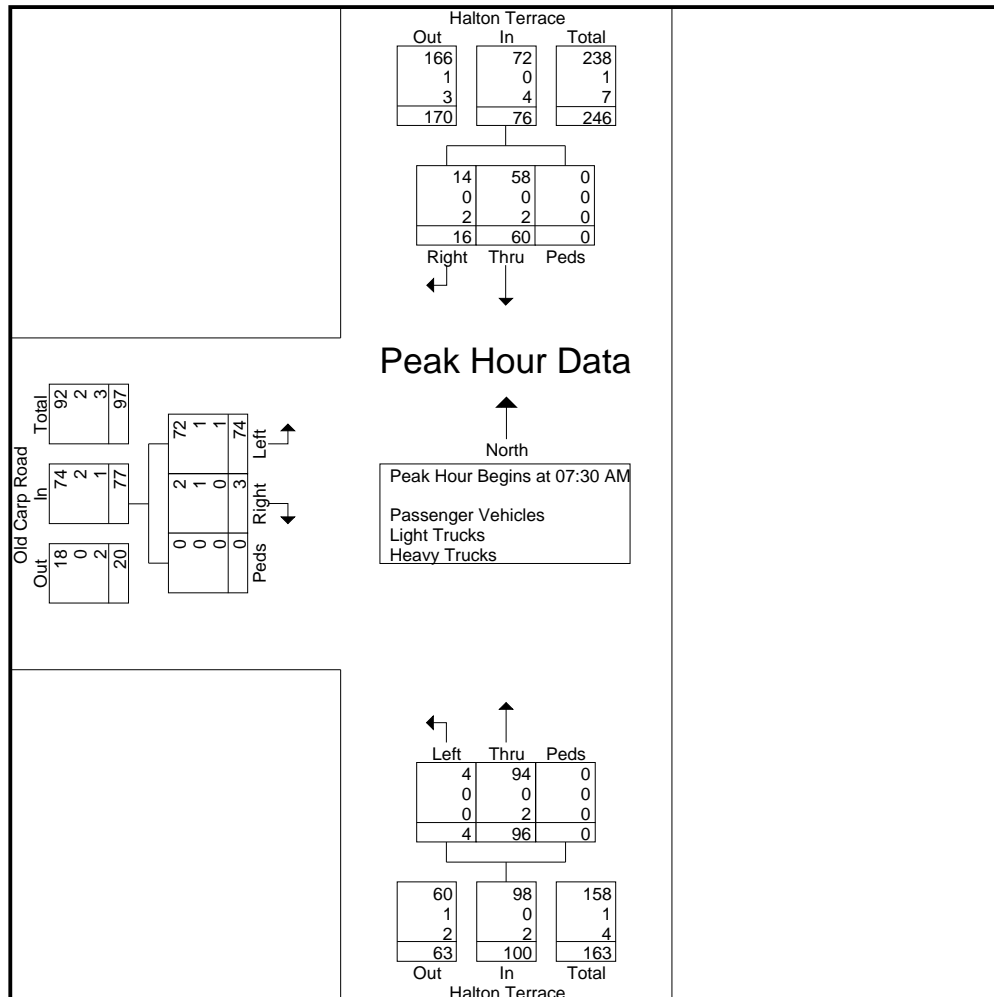 Halton Terrace
Out In Total
166 72 238
1 0 1
3 4 7
170 76 246
14 58 0
0 0 0
2 2 0
16 60 0
Right Thru Peds
Peak Hour Data
North
Peak Hour Begins at 07:30 AM
Passenger Vehicles
Light Trucks
Heavy Trucks
Old Carp Road
Out In Total
18 74 92
0 2 2
2 1 3
20 77 97
0 2 72
0 1 1
0 0 1
0 3 74
Peds Right Left
Left Thru Peds
4 94 0
0 0 0
0 2 0
4 96 0
60 98 158
1 0 1
2 2 4
63 100 163
Out In Total
Halton Terrace